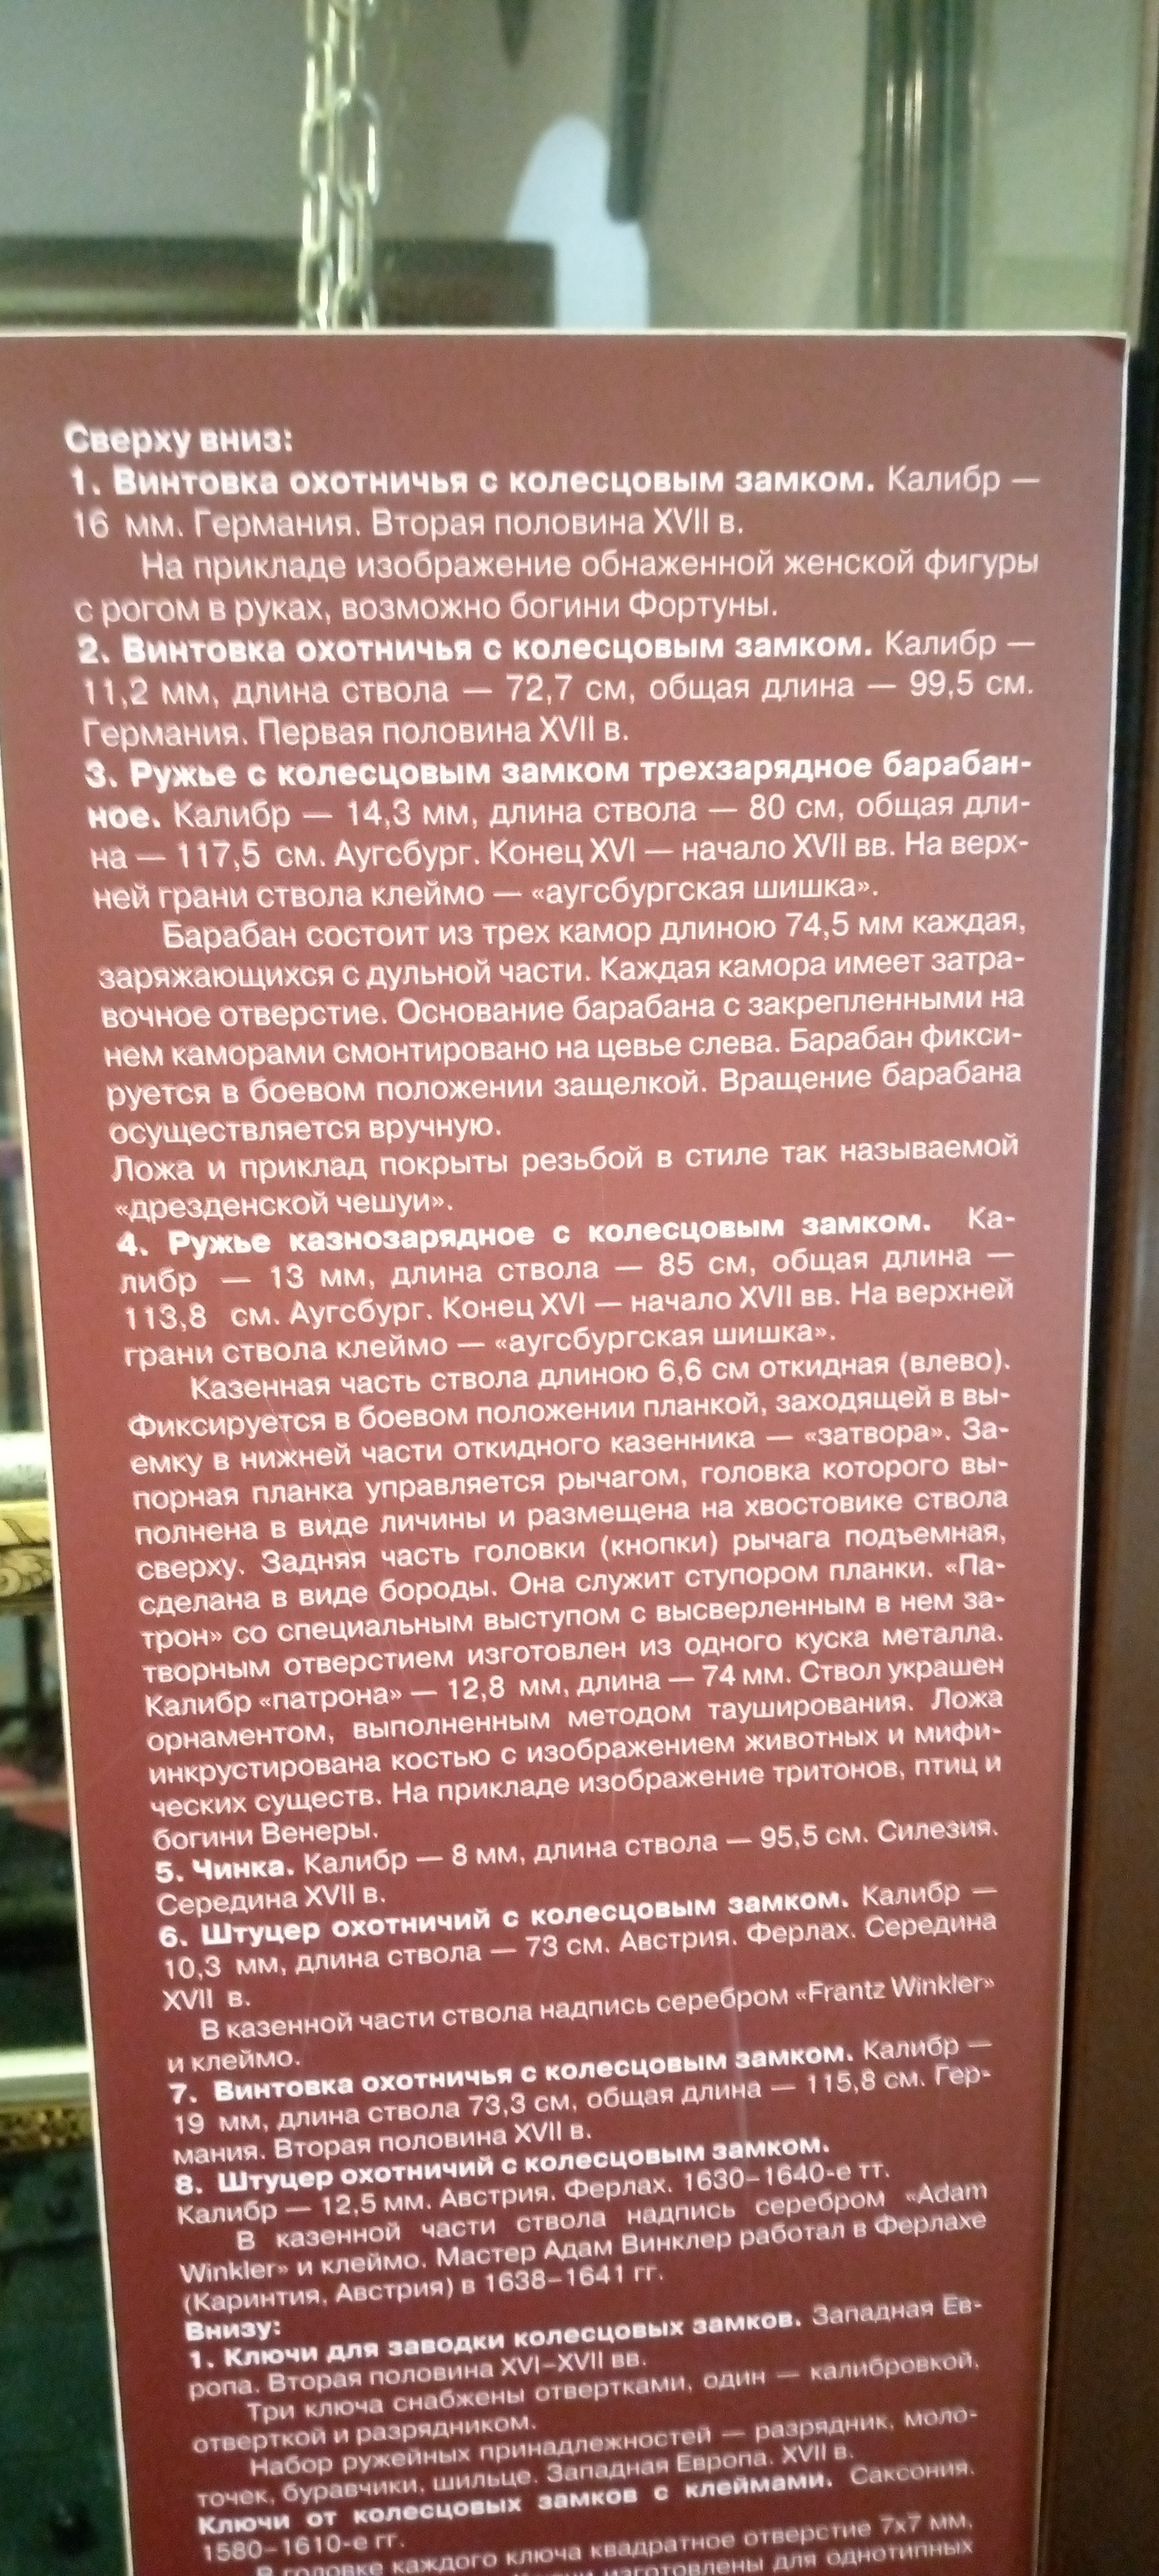 Сверху вниз:
1. Винтовка охотничья с колесцовым замком. Калибр —
16 мм. Германия. Вторая половина XVII в.
На прикладе изображение обнаженной женской фигуры
с рогом в руках, возможно богини Фортуны.
2. Винтовка охотничья с колесцовым замком. Калибр —
11,2 мм, длина ствола — 72,7 см, общая длина — 99,5 см.
Германия. Первая половина XVII в.
3. Ружье с колесцовым замком трехзарядное барабан-
ное. Калибр — 14,3 мм, длина ствола — 80 см, общая дли-
на — 117,5 см. Аугсбург. Конец XVI — начало XVII вв. На верх-
ней грани ствола клеймо — «аугсбургская шишка».
Барабан состоит из трех камор длиною 74,5 мм каждая,
заряжающихся с дульной части. Каждая камора имеет затра-
вочное отверстие. Основание барабана с закрепленными на
нем каморами смонтировано на цевье слева. Барабан фикси-
руется в боевом положении защелкой. Вращение барабана
осуществляется вручную.
Ложа и приклад покрыты резьбой в стиле так называемой
«дрезденской чешуи».
4. Ружье казнозарядное с колесцовым замком. Ка-
либр — 13 мм, длина ствола — 85 см, общая длина —
113,8 см. Аугсбург. Конец XVI — начало XVII вв. На верхней
грани ствола клеймо — «аугсбургская шишка».
Казенная часть ствола длиною 6,6 см откидная (влево).
Фиксируется в боевом положении планкой, заходящей в вы-
емку в нижней части откидного казенника — «затвора». За-
порная планка управляется рычагом, головка которого вы-
полнена в виде личины и размещена на хвостовике ствола
сверху. Задняя часть головки (кнопки) рычага подъемная,
сделана в виде бороды. Она служит ступором планки. «Па-
трон» со специальным выступом с высверленным в нем за-
творным отверстием изготовлен из одного куска металла.
Калибр «патрона» — 12,8 мм, длина — 74 мм. Ствол украшен
орнаментом, выполненным методом тауширования. Ложа
инкрустирована костью с изображением животных и мифи-
ческих существ. На прикладе изображение тритонов, птиц и
богини Венеры.
5. Чинка. Калибр — 8 мм, длина ствола — 95,5 см. Силезия.
Середина XVII в.
6. Штуцер охотничий с колесцовым замком. Калибр —
10,3 мм, длина ствола — 73 см. Австрия. Ферлах. Середина
XVII в.
В казенной части ствола надпись серебром «Frantz Winkler»
и клеймо.
7. Винтовка охотничья с колесцовым замком. Калибр —
19 мм, длина ствола 73,3 см, общая длина — 115,8 см. Гер-
мания. Вторая половина XVII в.
8. Штуцер охотничий с колесцовым замком.
Калибр — 12,5 мм. Австрия. Ферлах. 1630–1640-е гг.
В казенной части ствола надпись серебром «Adam
Winkler» и клеймо. Мастер Адам Винклер работал в Ферлахе
(Каринтия, Австрия) в 1638–1641 гг.
Внизу:
1. Ключи для заводки колесцовых замков. Западная Ев-
ропа. Вторая половина XVI–XVII вв.
Три ключа снабжены отвертками, один — калибровкой,
отверткой и разрядником.
Набор ружейных принадлежностей — разрядник, моло-
точек, буравчики, шильце. Западная Европа. XVII в.
Ключи от колесцовых замков с клеймами. Саксония.
1580–1610-е гг.
В головке каждого ключа квадратное отверстие 7х7 мм.
изготовлены для однотипных